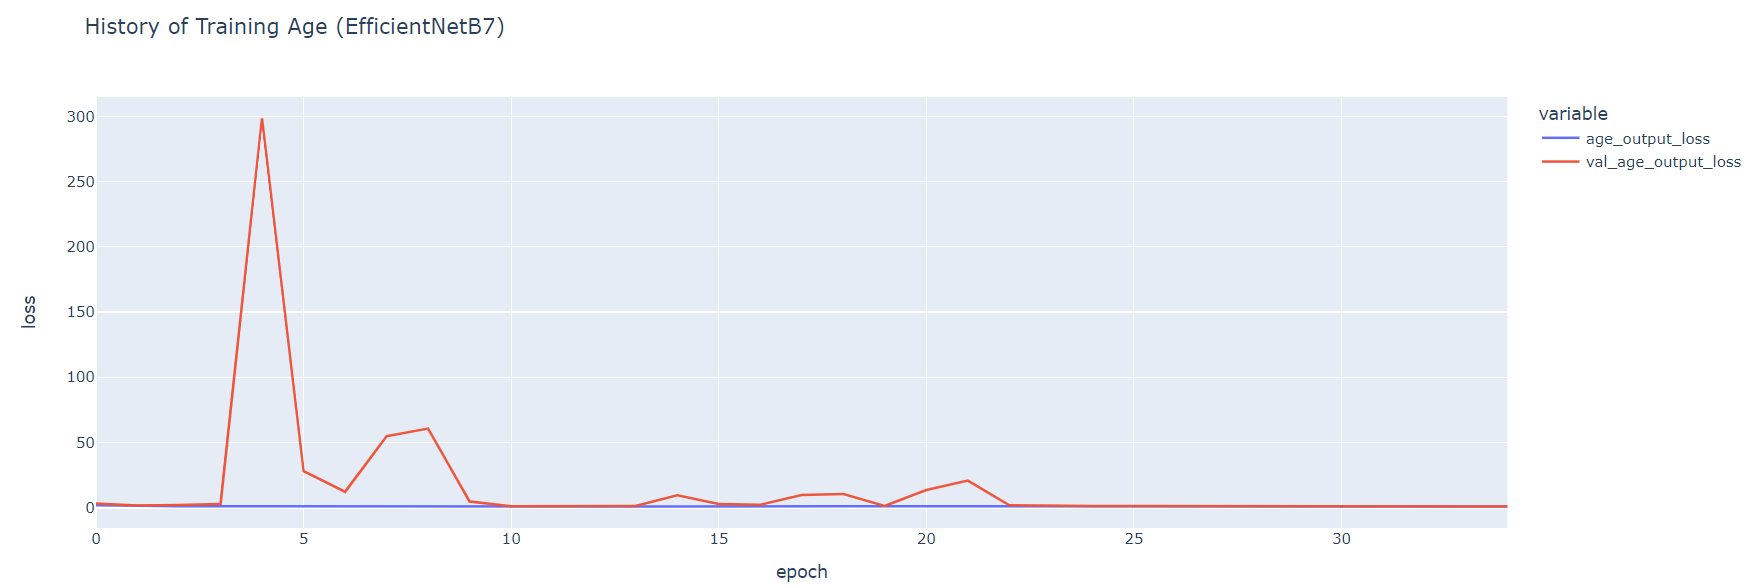 History of Training Age (EfficientNetB7)
variable
age_output_loss
val_age_output_loss
300
250
200
150
100
50
0
loss
0 5 10 15 20 25 30
epoch